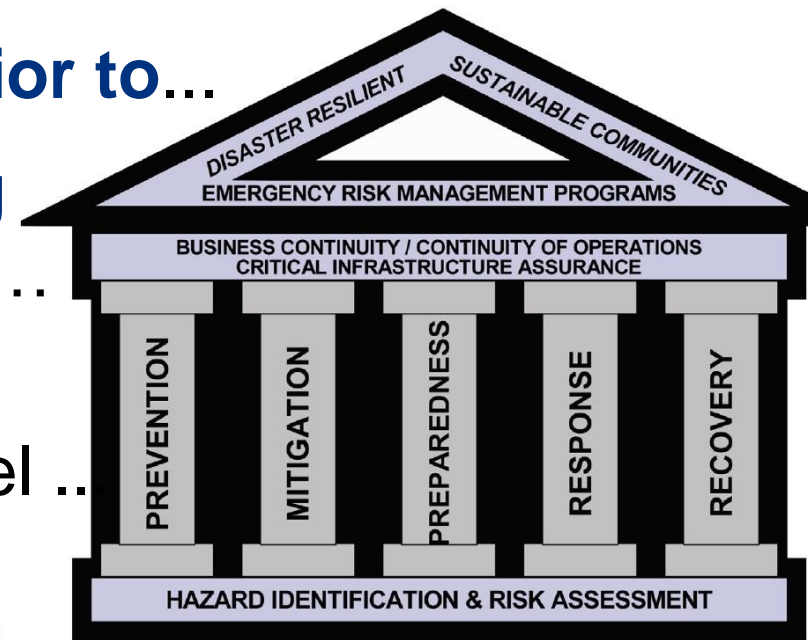 ior to...
DISASTER RESILIENT
SUSTAINABLE COMMUNITIES
EMERGENCY RISK MANAGEMENT PROGRAMS
BUSINESS CONTINUITY / CONTINUITY OF OPERATIONS
CRITICAL INFRASTRUCTURE ASSURANCE
..
PREVENTION
MITIGATION
PREPAREDNESS
RESPONSE
RECOVERY
el ...
HAZARD IDENTIFICATION & RISK ASSESSMENT